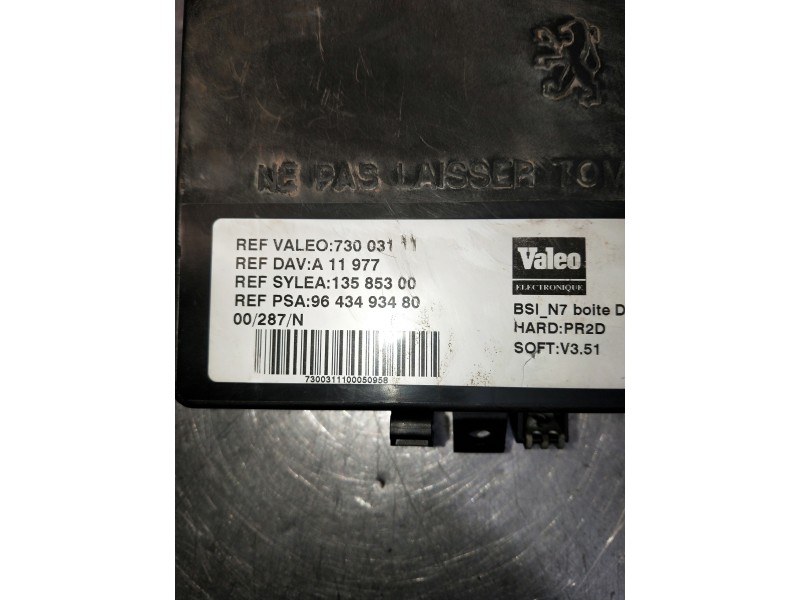 NE PAS LAISSER TOM
REF VALEO:730 031 11
REF DAV:A 11 977
REF SYLEA:135 853 00
REF PSA:96 434 934 80
00/287/N
7300311100050958
Valeo
ELECTRONIQUE
BSI_N7 boite D
HARD:PR2D
SOFT:V3.51